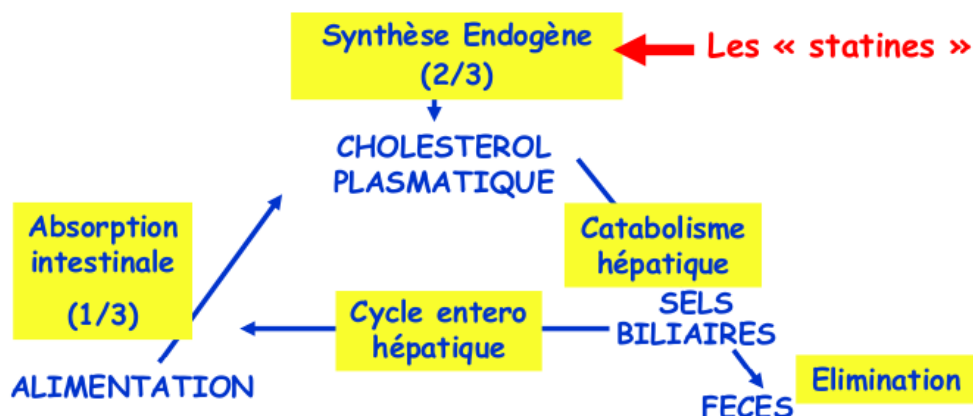 Synthèse Endogène
(2/3)
Les « statines »
CHOLESTEROL
PLASMATIQUE
Absorption
intestinale
(1/3)
Catabolisme
hépatique
SELS
BILIAIRES
Cycle entero
hépatique
ALIMENTATION
Elimination
FECES